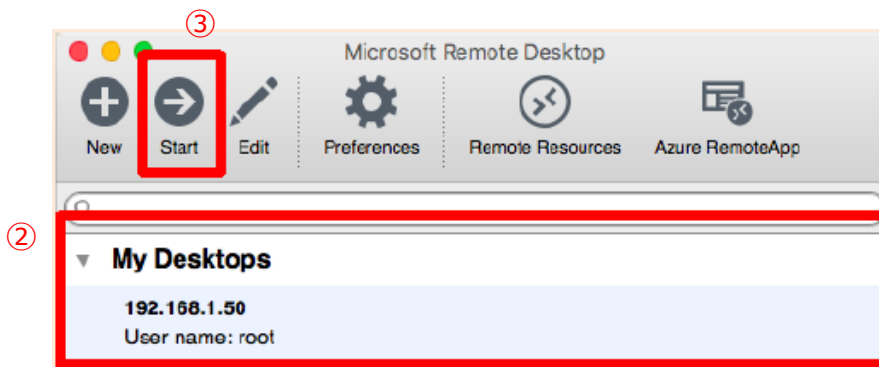 ③
Microsoft Remote Desktop
New Start Edit Preferences Remote Resources Azure RemoteApp
②
My Desktops
192.168.1.50
User name: root